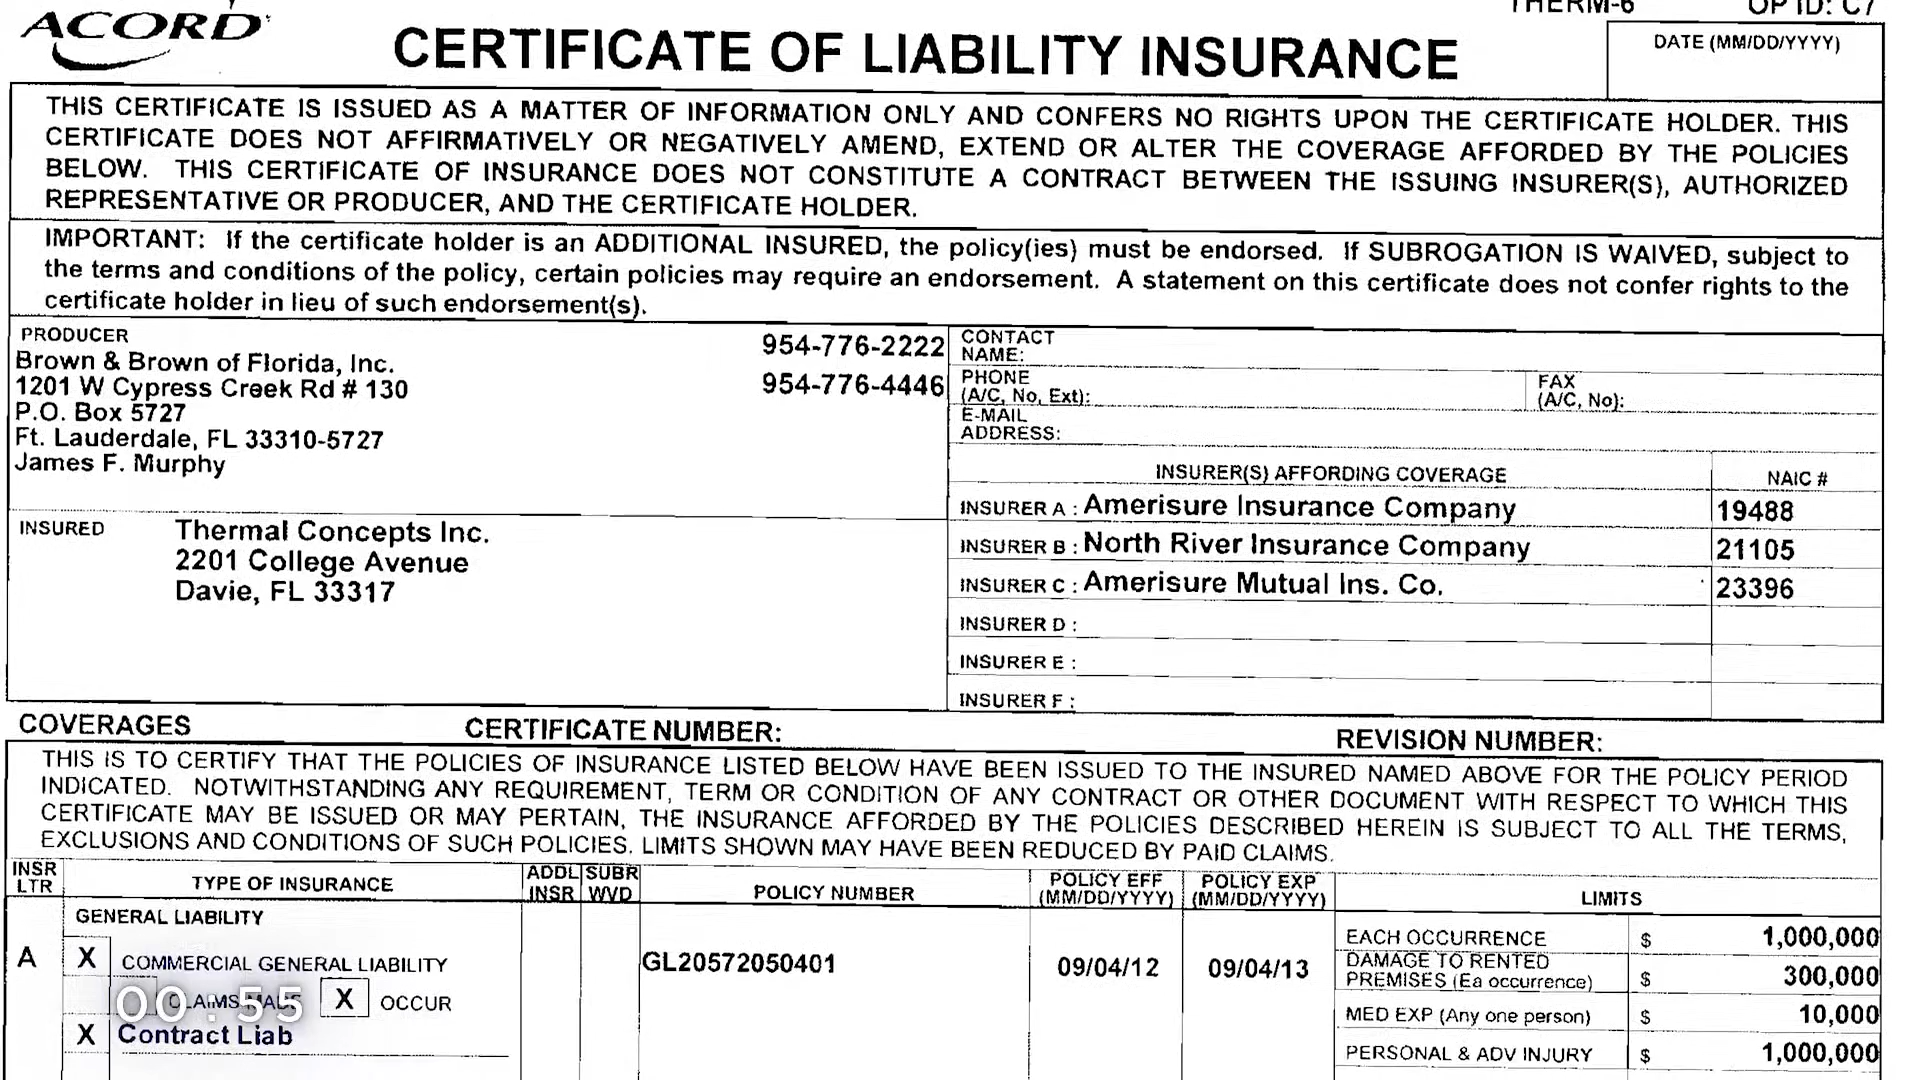 THERM-6 OP ID: C7
ACORD
CERTIFICATE OF LIABILITY INSURANCE
DATE (MM/DD/YYYY)
THIS CERTIFICATE IS ISSUED AS A MATTER OF INFORMATION ONLY AND CONFERS NO RIGHTS UPON THE CERTIFICATE HOLDER. THIS
CERTIFICATE DOES NOT AFFIRMATIVELY OR NEGATIVELY AMEND, EXTEND OR ALTER THE COVERAGE AFFORDED BY THE POLICIES
BELOW. THIS CERTIFICATE OF INSURANCE DOES NOT CONSTITUTE A CONTRACT BETWEEN THE ISSUING INSURER(S), AUTHORIZED
REPRESENTATIVE OR PRODUCER, AND THE CERTIFICATE HOLDER.
IMPORTANT: If the certificate holder is an ADDITIONAL INSURED, the policy(ies) must be endorsed. If SUBROGATION IS WAIVED, subject to
the terms and conditions of the policy, certain policies may require an endorsement. A statement on this certificate does not confer rights to the
certificate holder in lieu of such endorsement(s).
PRODUCER
Brown & Brown of Florida, Inc.
1201 W Cypress Creek Rd # 130
P.O. Box 5727
Ft. Lauderdale, FL 33310-5727
James F. Murphy
954-776-2222
954-776-4446
CONTACT
NAME:
PHONE
(A/C, No, Ext):
FAX
(A/C, No):
E-MAIL
ADDRESS:
INSURER(S) AFFORDING COVERAGE NAIC #
INSURER A : Amerisure Insurance Company 19488
INSURER B : North River Insurance Company 21105
INSURER C : Amerisure Mutual Ins. Co. 23396
INSURER D :
INSURER E :
INSURER F :
INSURED
Thermal Concepts Inc.
2201 College Avenue
Davie, FL 33317
COVERAGES CERTIFICATE NUMBER: REVISION NUMBER:
THIS IS TO CERTIFY THAT THE POLICIES OF INSURANCE LISTED BELOW HAVE BEEN ISSUED TO THE INSURED NAMED ABOVE FOR THE POLICY PERIOD
INDICATED. NOTWITHSTANDING ANY REQUIREMENT, TERM OR CONDITION OF ANY CONTRACT OR OTHER DOCUMENT WITH RESPECT TO WHICH THIS
CERTIFICATE MAY BE ISSUED OR MAY PERTAIN, THE INSURANCE AFFORDED BY THE POLICIES DESCRIBED HEREIN IS SUBJECT TO ALL THE TERMS,
EXCLUSIONS AND CONDITIONS OF SUCH POLICIES. LIMITS SHOWN MAY HAVE BEEN REDUCED BY PAID CLAIMS.
INSR
LTR
TYPE OF INSURANCE
ADDL
INSR
SUBR
WVD
POLICY NUMBER
POLICY EFF
(MM/DD/YYYY)
POLICY EXP
(MM/DD/YYYY)
LIMITS
GENERAL LIABILITY
A X COMMERCIAL GENERAL LIABILITY
CLAIMS-MADE X OCCUR
00:55
X Contract Liab
GL20572050401
09/04/12
09/04/13
EACH OCCURRENCE $ 1,000,000
DAMAGE TO RENTED
PREMISES (Ea occurrence) $ 300,000
MED EXP (Any one person) $ 10,000
PERSONAL & ADV INJURY $ 1,000,000